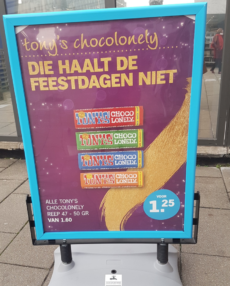 tony's chocolonely
DIE HAALT DE
FEESTDAGEN NIET
TONY'S CHOCO
LONELY
TONY'S CHOCO
LONELY
TONY'S CHOCO
LONELY
TONY'S CHOCO
LONELY
ALLE TONY'S
CHOCOLONELY
REEP 47 - 50 GR
VAN 1.60
1.25